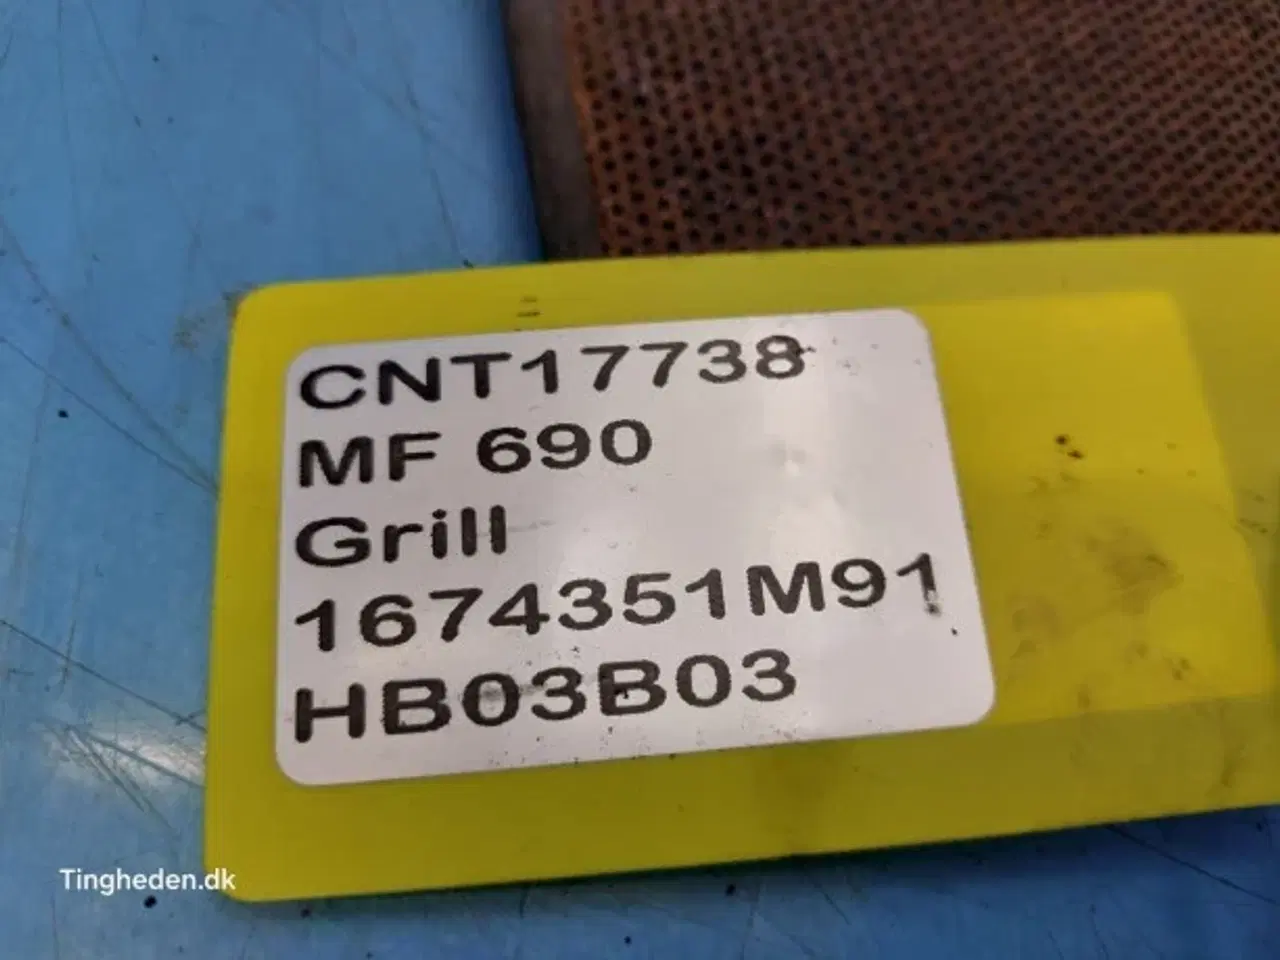 CNT17738
MF 690
Grill
1674351M91
HB03B03
Tingheden.dk